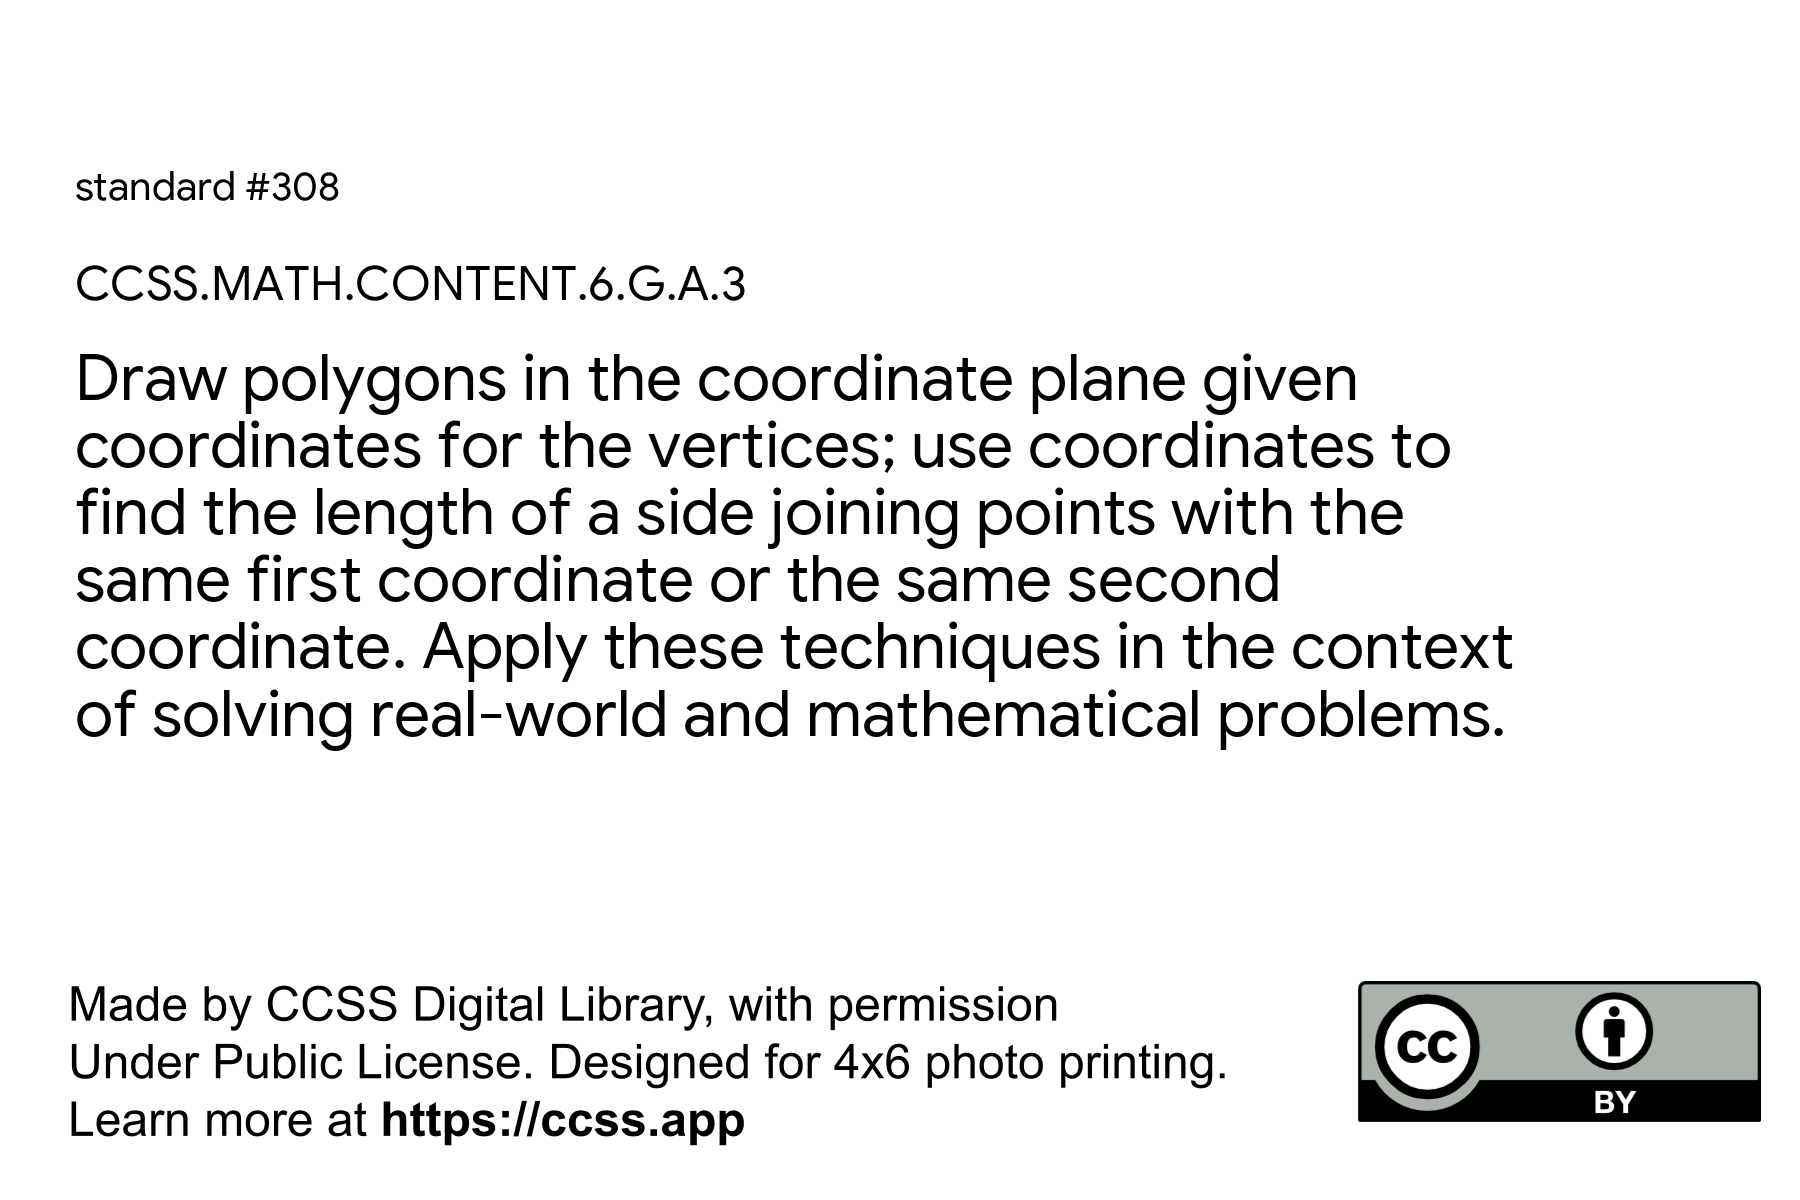 standard #308
CCSS.MATH.CONTENT.6.G.A.3
Draw polygons in the coordinate plane given
coordinates for the vertices; use coordinates to
find the length of a side joining points with the
same first coordinate or the same second
coordinate. Apply these techniques in the context
of solving real-world and mathematical problems.
Made by CCSS Digital Library, with permission
Under Public License. Designed for 4x6 photo printing.
Learn more at https://ccss.app
CC
BY